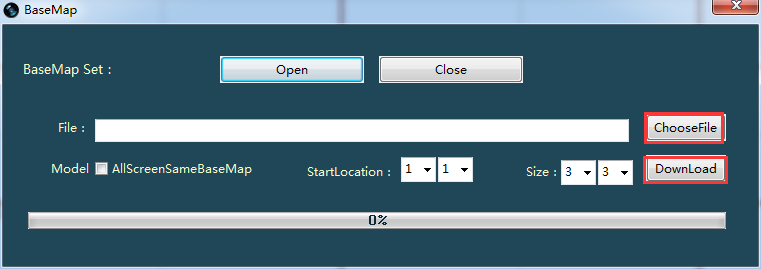 BaseMap
BaseMap Set : Open Close
File : ChooseFile
Model AllScreenSameBaseMap StartLocation : 1 1 Size : 3 3 DownLoad
0%